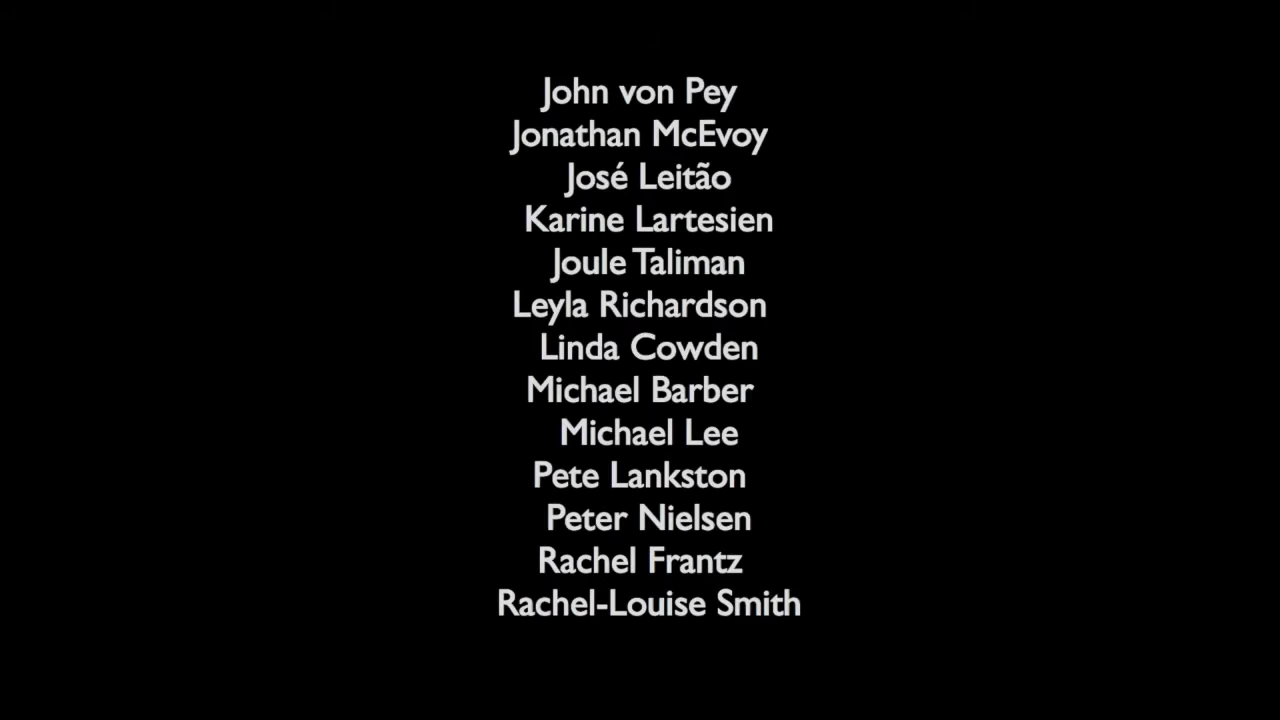 John von Pey
Jonathan McEvoy
José Leitão
Karine Lartesien
Joule Taliman
Leyla Richardson
Linda Cowden
Michael Barber
Michael Lee
Pete Lankston
Peter Nielsen
Rachel Frantz
Rachel-Louise Smith